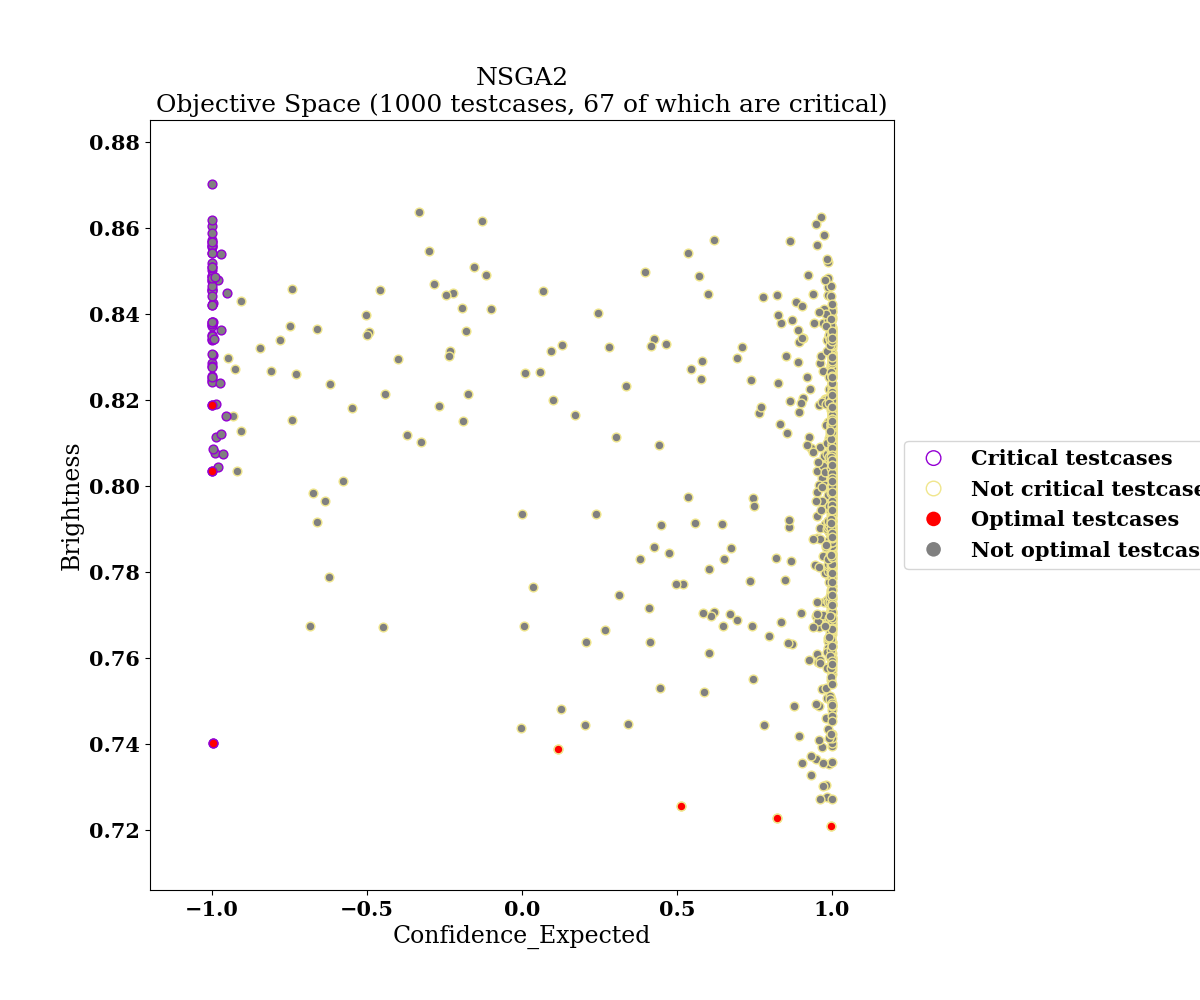 NSGA2
Objective Space (1000 testcases, 67 of which are critical)
0.88
0.86
0.84
0.82
0.80
0.78
0.76
0.74
0.72
Brightness
−1.0 −0.5 0.0 0.5 1.0
Confidence_Expected
Critical testcases
Not critical testcase
Optimal testcases
Not optimal testcas